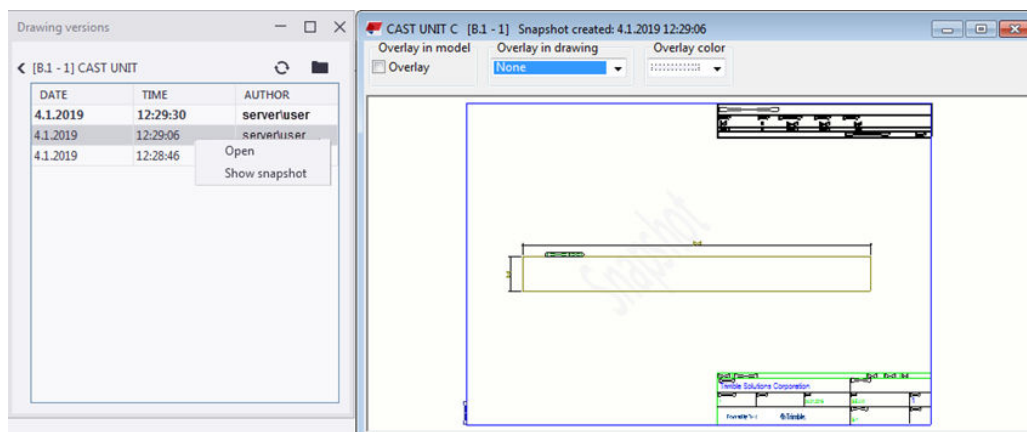 Drawing versions
[B.1 - 1] CAST UNIT
DATE TIME AUTHOR
4.1.2019 12:29:30 server\user
4.1.2019 12:29:06 server\user
4.1.2019 12:28:46
Open
Show snapshot
CAST UNIT C [B.1 - 1] Snapshot created: 4.1.2019 12:29:06
Overlay in model Overlay in drawing Overlay color
Overlay None
Snapshot
Trimble Solutions Corporation
Trimble